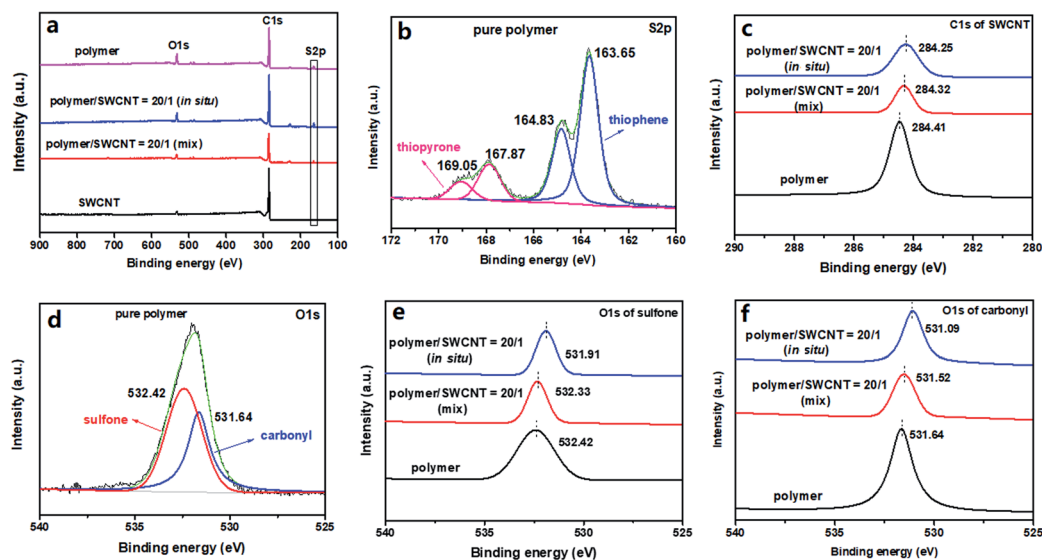 a
C1s
polymer
O1s
S2p
polymer/SWCNT = 20/1 (in situ)
polymer/SWCNT = 20/1 (mix)
SWCNT
Intensity (a.u.)
900 800 700 600 500 400 300 200 100
Binding energy (eV)
b
pure polymer
S2p
163.65
164.83
thiophene
thiopyrone
169.05
167.87
Intensity (a.u.)
172 170 168 166 164 162 160
Binding energy (eV)
c
C1s of SWCNT
polymer/SWCNT = 20/1
(in situ)
284.25
polymer/SWCNT = 20/1
(mix)
284.32
284.41
polymer
Intensity (a.u.)
290 288 286 284 282 280
Binding energy (eV)
d
pure polymer
O1s
532.42
531.64
sulfone
carbonyl
Intensity (a.u.)
540 535 530 525
Binding energy (eV)
e
O1s of sulfone
polymer/SWCNT = 20/1
(in situ)
531.91
polymer/SWCNT = 20/1
(mix)
532.33
532.42
polymer
Intensity (a.u.)
540 535 530 525
Binding energy (eV)
f
O1s of carbonyl
polymer/SWCNT = 20/1
(in situ)
531.09
polymer/SWCNT = 20/1
(mix)
531.52
531.64
polymer
Intensity (a.u.)
540 535 530 525
Binding energy (eV)